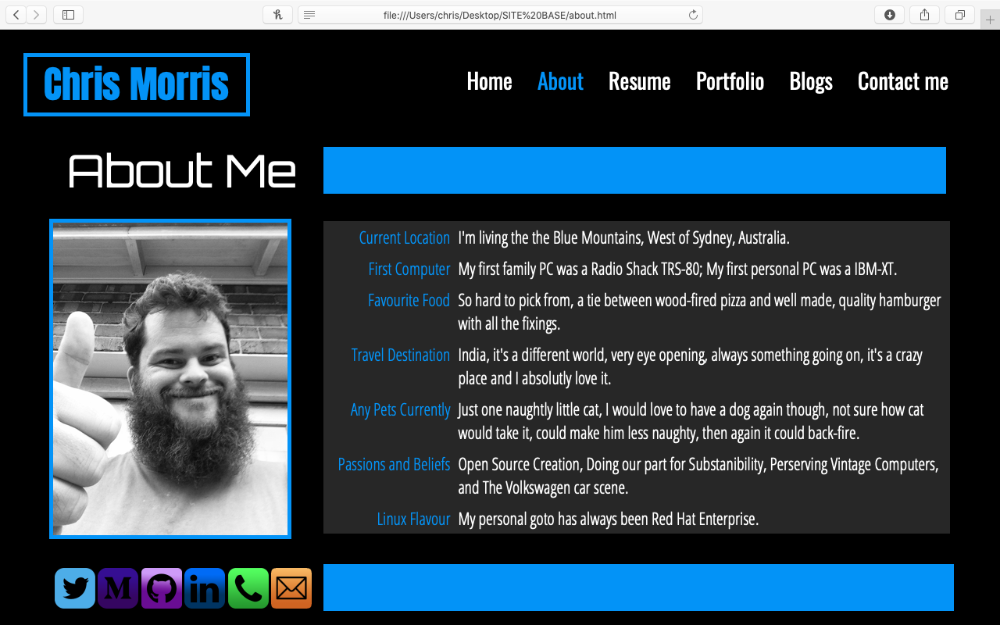 file:///Users/chris/Desktop/SITE%20BASE/about.html
Chris Morris
Home About Resume Portfolio Blogs Contact me
About Me
Current Location I'm living the the Blue Mountains, West of Sydney, Australia.
First Computer My first family PC was a Radio Shack TRS-80; My first personal PC was a IBM-XT.
Favourite Food So hard to pick from, a tie between wood-fired pizza and well made, quality hamburger
with all the fixings.
Travel Destination India, it's a different world, very eye opening, always something going on, it's a crazy
place and I absolutly love it.
Any Pets Currently Just one naughtly little cat, I would love to have a dog again though, not sure how cat
would take it, could make him less naughty, then again it could back-fire.
Passions and Beliefs Open Source Creation, Doing our part for Substanibility, Perserving Vintage Computers,
and The Volkswagen car scene.
Linux Flavour My personal goto has always been Red Hat Enterprise.
M in